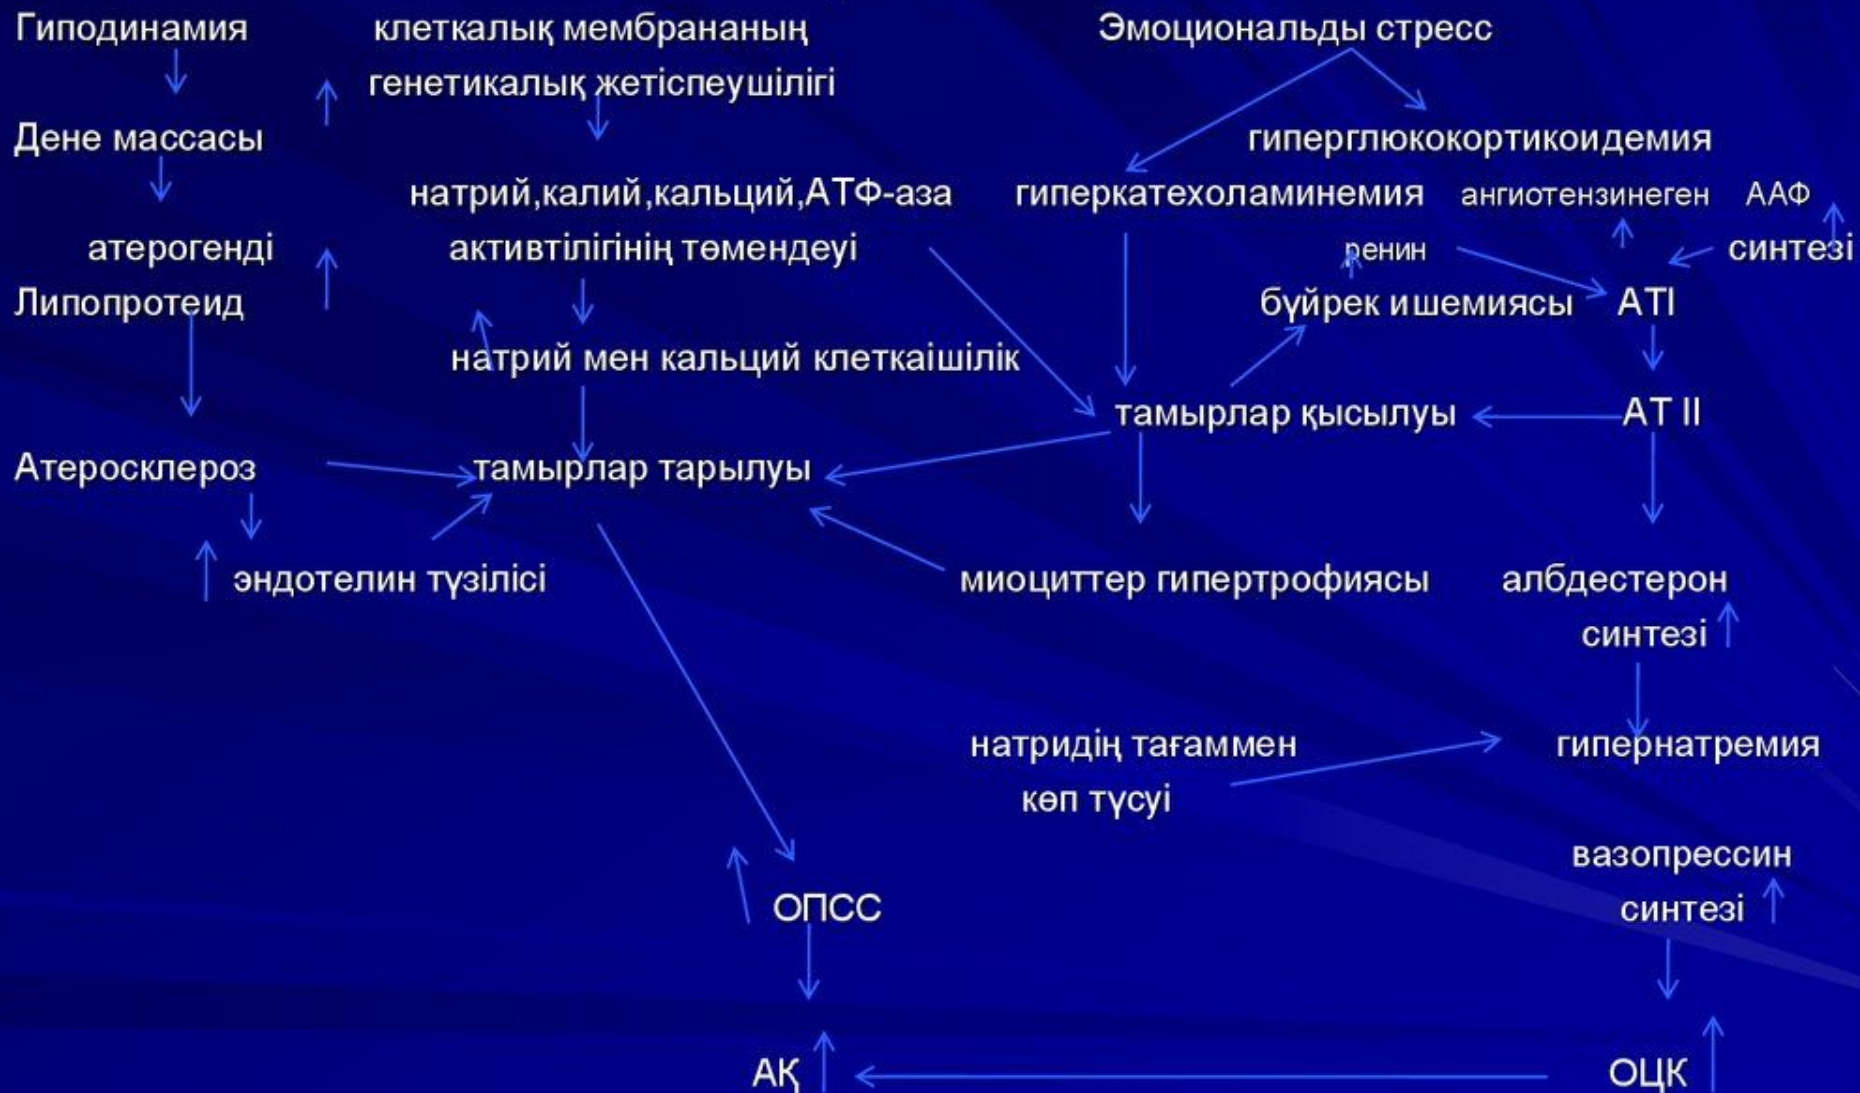 Гиподинамия
клеткалық мембрананың
генетикалық жетіспеушілігі
Эмоциональды стресс
Дене массасы
гиперглюкокортикоидемия
натрий,калий,кальций,АТФ-аза
активтілігінің төмендеуі
гиперкатехоламинемия
ангиотензинеген
ААФ
синтезі
атерогенді
Липопротеид
ренин
бүйрек ишемиясы
АТІ
натрий мен кальций клеткаішілік
тамырлар қысылуы
АТ ІІ
Атеросклероз
тамырлар тарылуы
эндотелин түзілісі
миоциттер гипертрофиясы
албдестерон
синтезі
натридің тағаммен
көп түсуі
гипернатремия
вазопрессин
синтезі
ОПСС
АҚ
ОЦК